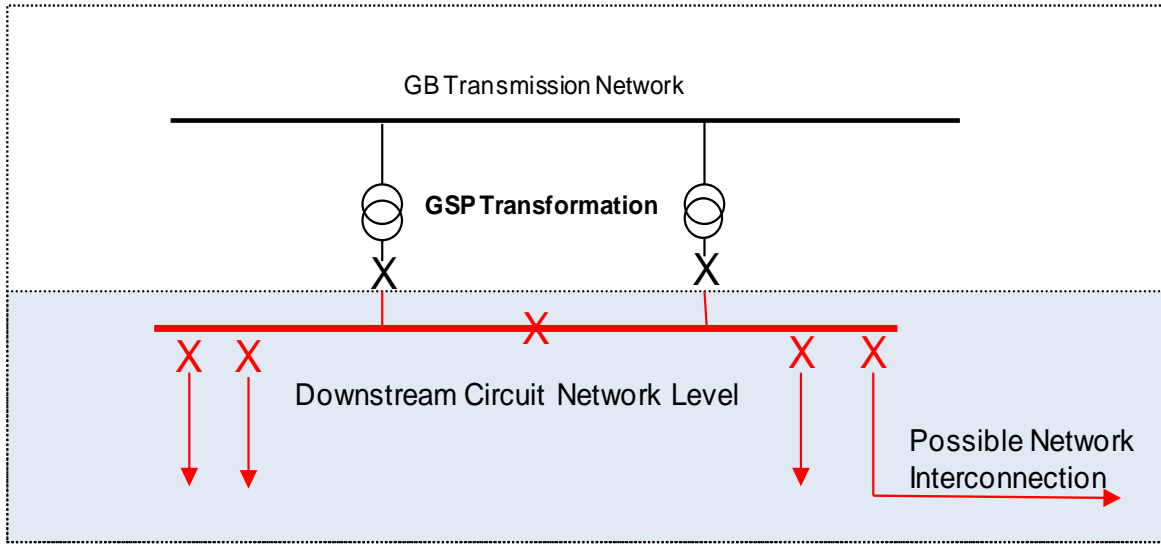 GB Transmission Network
GSP Transformation
X X
X
X X X X
Downstream Circuit Network Level
Possible Network
Interconnection